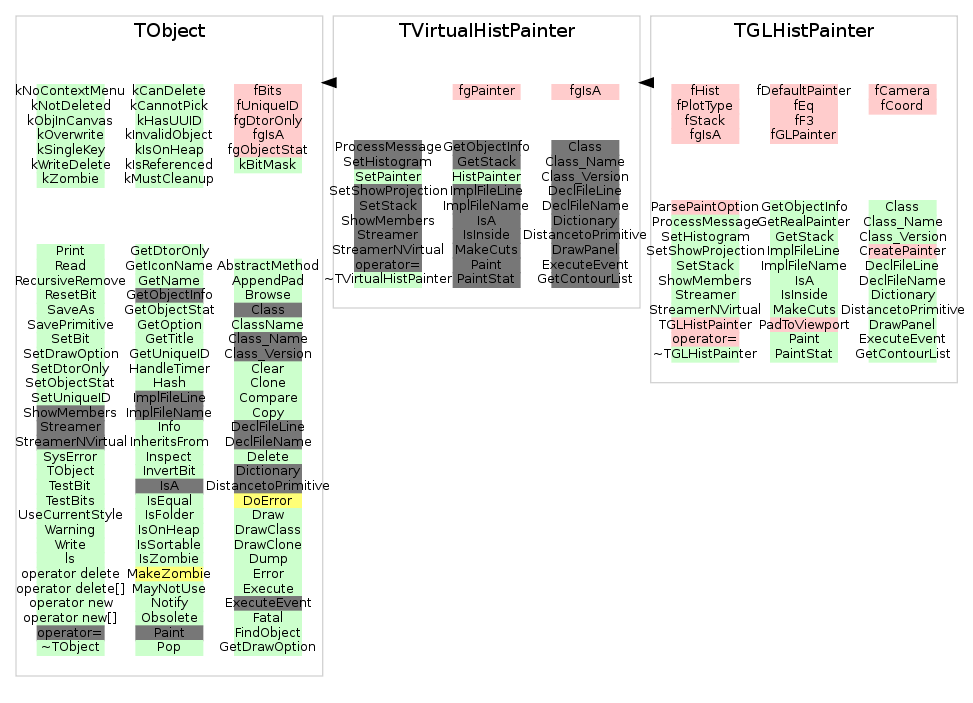 TObject
kNoContextMenu
kNotDeleted
kObjInCanvas
kOverwrite
kSingleKey
kWriteDelete
kZombie
kCanDelete
kCannotPick
kHasUUID
kInvalidObject
kIsOnHeap
kIsReferenced
kMustCleanup
fBits
fUniqueID
fgDtorOnly
fgIsA
fgObjectStat
kBitMask
Print
Read
RecursiveRemove
ResetBit
SaveAs
SavePrimitive
SetBit
SetDrawOption
SetDtorOnly
SetObjectStat
SetUniqueID
ShowMembers
Streamer
StreamerNVirtual
SysError
TObject
TestBit
TestBits
UseCurrentStyle
Warning
Write
ls
operator delete
operator delete[]
operator new
operator new[]
operator=
~TObject
GetDtorOnly
GetIconName
GetName
GetObjectInfo
GetObjectStat
GetOption
GetTitle
GetUniqueID
HandleTimer
Hash
ImplFileLine
ImplFileName
Info
InheritsFrom
Inspect
InvertBit
IsA
IsEqual
IsFolder
IsOnHeap
IsSortable
IsZombie
MakeZombie
MayNotUse
Notify
Obsolete
Paint
Pop
AbstractMethod
AppendPad
Browse
Class
ClassName
Class_Name
Class_Version
Clear
Clone
Compare
Copy
DeclFileLine
DeclFileName
Delete
Dictionary
DistancetoPrimitive
DoError
Draw
DrawClass
DrawClone
Dump
Error
Execute
ExecuteEvent
Fatal
FindObject
GetDrawOption
TVirtualHistPainter
fgPainter
fgIsA
ProcessMessage
SetHistogram
SetPainter
SetShowProjection
SetStack
ShowMembers
Streamer
StreamerNVirtual
operator=
~TVirtualHistPainter
GetObjectInfo
GetStack
HistPainter
ImplFileLine
ImplFileName
IsA
IsInside
MakeCuts
Paint
PaintStat
Class
Class_Name
Class_Version
DeclFileLine
DeclFileName
Dictionary
DistancetoPrimitive
DrawPanel
ExecuteEvent
GetContourList
TGLHistPainter
fHist
fPlotType
fStack
fgIsA
fDefaultPainter
fEq
fF3
fGLPainter
fCamera
fCoord
ParsePaintOption
ProcessMessage
SetHistogram
SetShowProjection
SetStack
ShowMembers
Streamer
StreamerNVirtual
TGLHistPainter
operator=
~TGLHistPainter
GetObjectInfo
GetRealPainter
GetStack
ImplFileLine
ImplFileName
IsA
IsInside
MakeCuts
PadToViewport
Paint
PaintStat
Class
Class_Name
Class_Version
CreatePainter
DeclFileLine
DeclFileName
Dictionary
DistancetoPrimitive
DrawPanel
ExecuteEvent
GetContourList